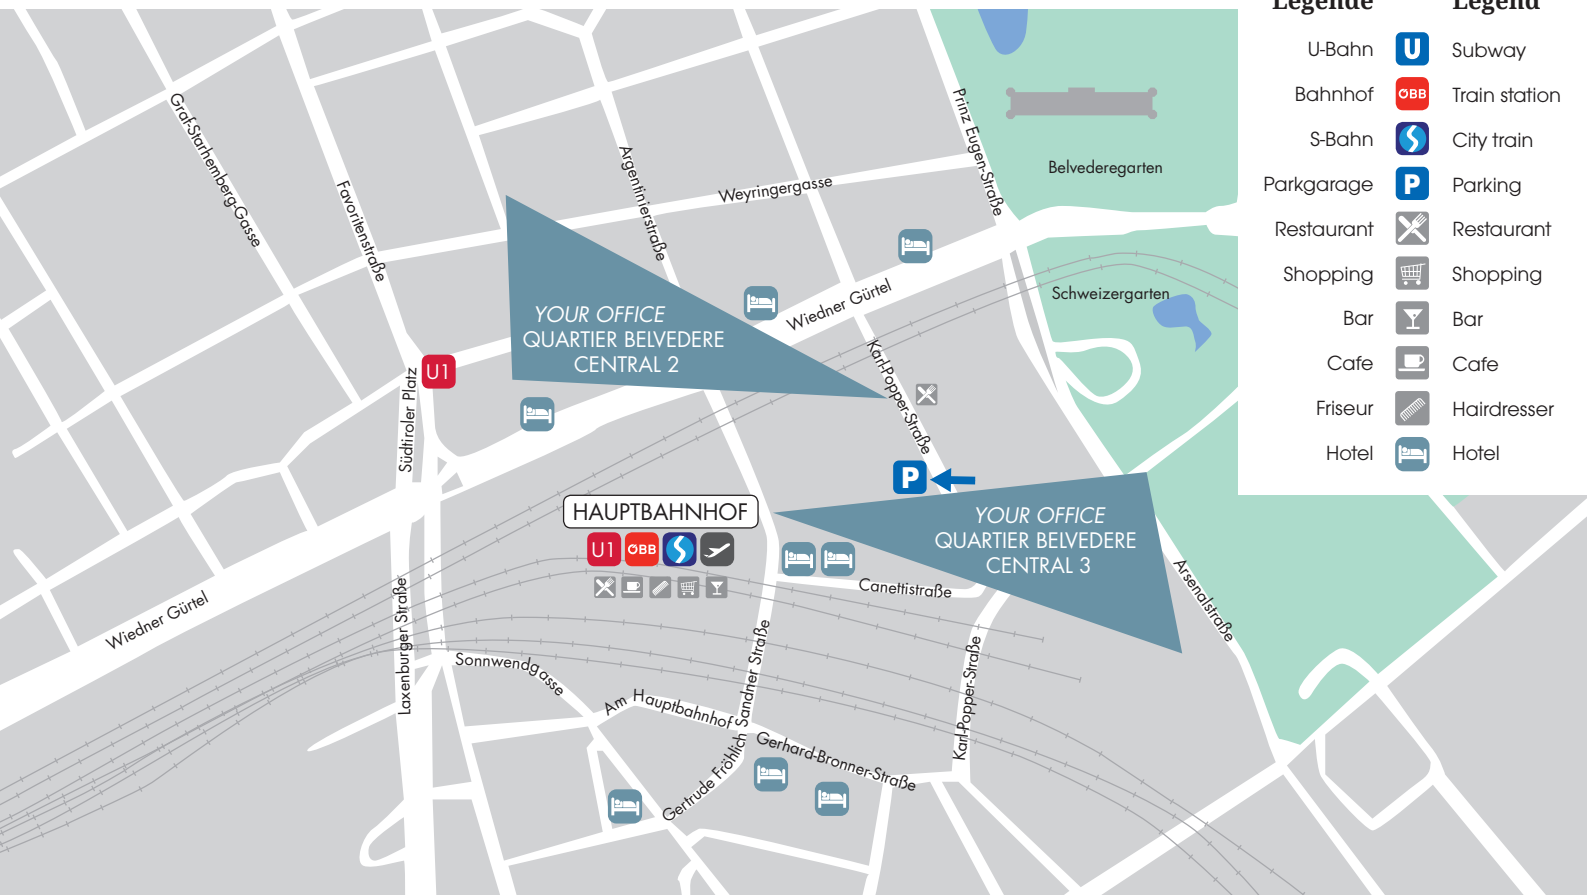 Legende Legend
U-Bahn U Subway
Bahnhof ÖBB Train station
S-Bahn S City train
Parkgarage P Parking
Restaurant Restaurant
Shopping Shopping
Bar Bar
Cafe Cafe
Friseur Hairdresser
Hotel Hotel
Graf-Starhemberg-Gasse
Favoritenstraße
Argentinierstraße
Weyringergasse
Prinz Eugen-Straße
Belvederegarten
Schweizergarten
Wiedner Gürtel
YOUR OFFICE
QUARTIER BELVEDERE
CENTRAL 2
U1
Südtiroler Platz
Karl-Popper-Straße
P
HAUPTBAHNHOF
U1 ÖBB S
YOUR OFFICE
QUARTIER BELVEDERE
CENTRAL 3
Canettistraße
Arsenalstraße
Wiedner Gürtel
Laxenburger Straße
Sonnwendgasse
Am Hauptbahnhof
Gertrude Fröhlich Sandner Straße
Gerhard-Bronner-Straße
Karl-Popper-Straße